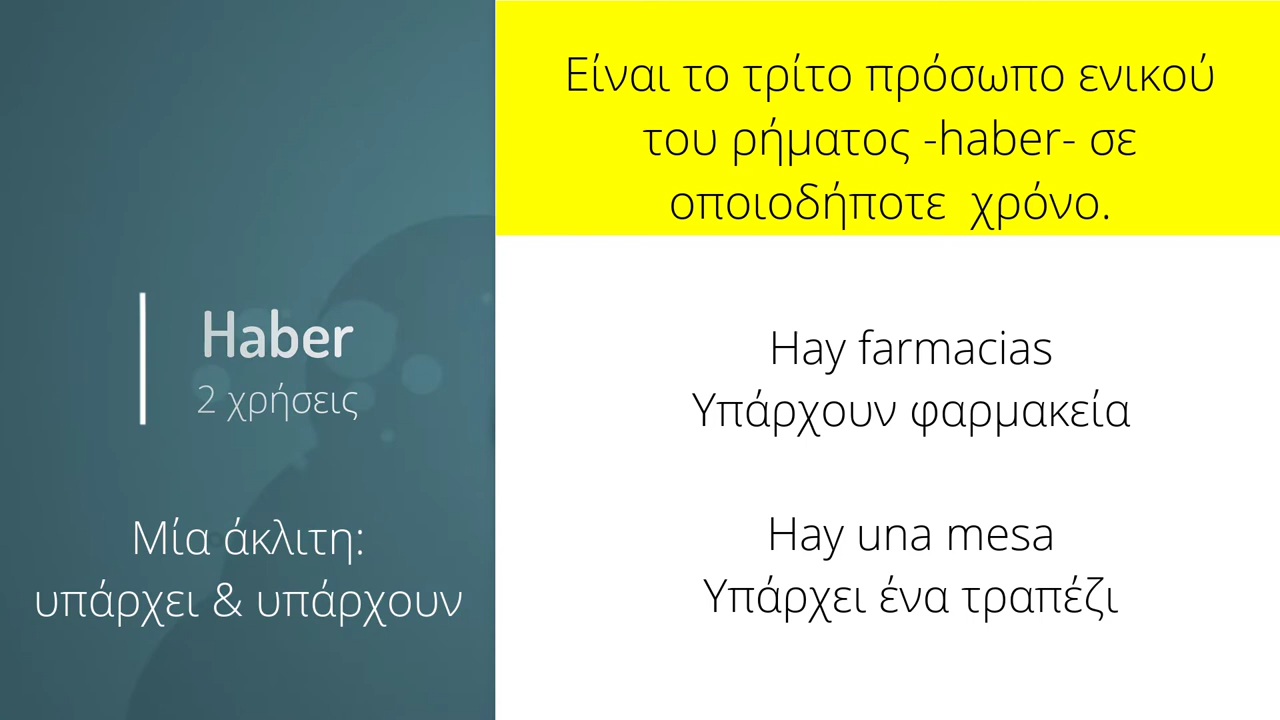 Haber
2 χρήσεις
Μία άκλιτη:
υπάρχει & υπάρχουν
Είναι το τρίτο πρόσωπο ενικού
του ρήματος -haber- σε
οποιοδήποτε χρόνο.
Hay farmacias
Υπάρχουν φαρμακεία
Hay una mesa
Υπάρχει ένα τραπέζι